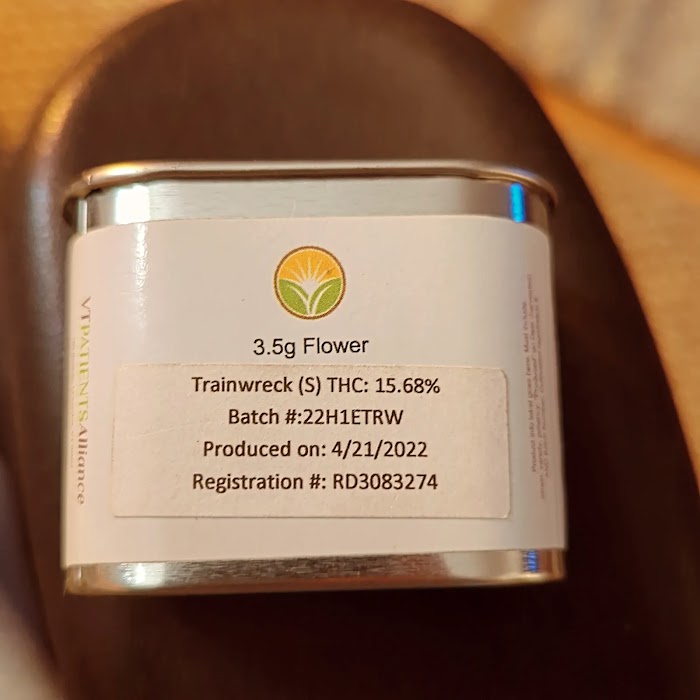 3.5g Flower
Trainwreck (S) THC: 15.68%
Batch #:22H1ETRW
Produced on: 4/21/2022
Registration #: RD3083274
VTPATIENTSAlliance